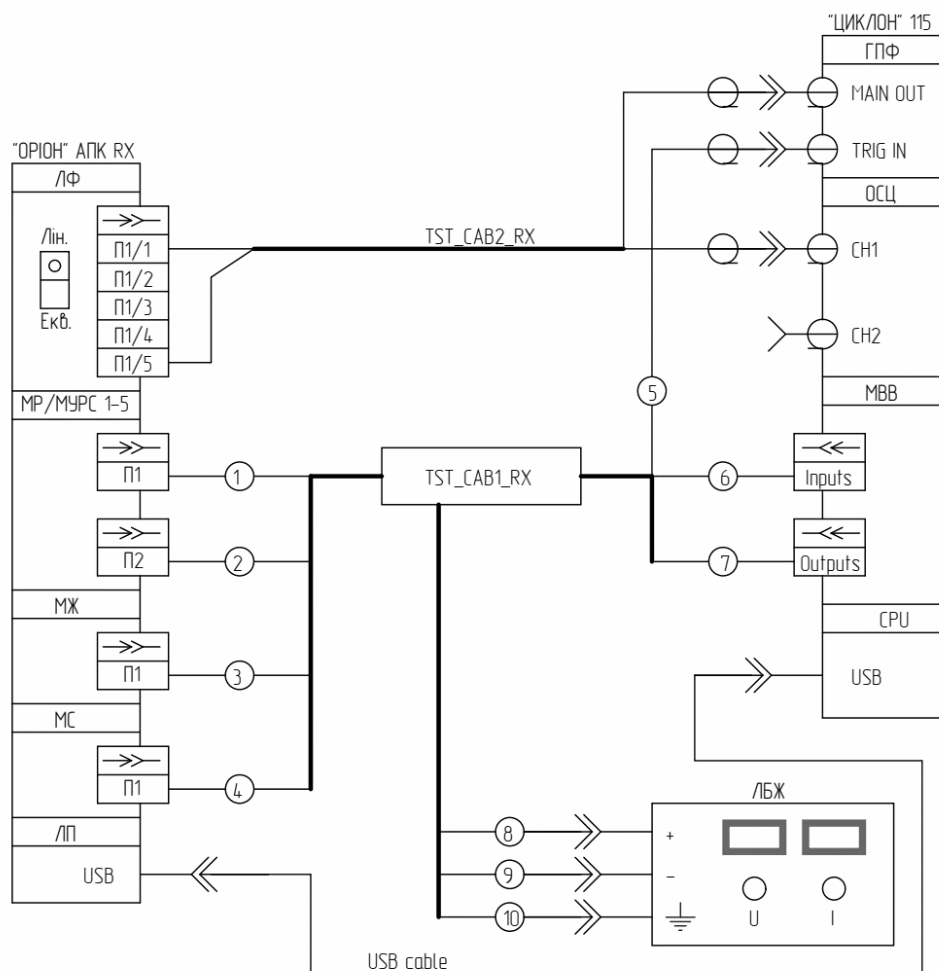 "ЦИКЛОН" 115
ГПФ
MAIN OUT
"ОРІОН" АПК RX
TRIG IN
ЛФ
ОСЦ
Лін.
П1/1
TST_CAB2_RX
CH1
П1/2
П1/3
Екв.
П1/4
CH2
П1/5
МР/МУРС 1-5
5
МВВ
П1
1
TST_CAB1_RX
6
Inputs
П2
2
7
Outputs
МЖ
CPU
П1
3
USB
МС
П1
4
ЛБЖ
ЛП
8
+
USB
9
-
10
U
I
USB cable